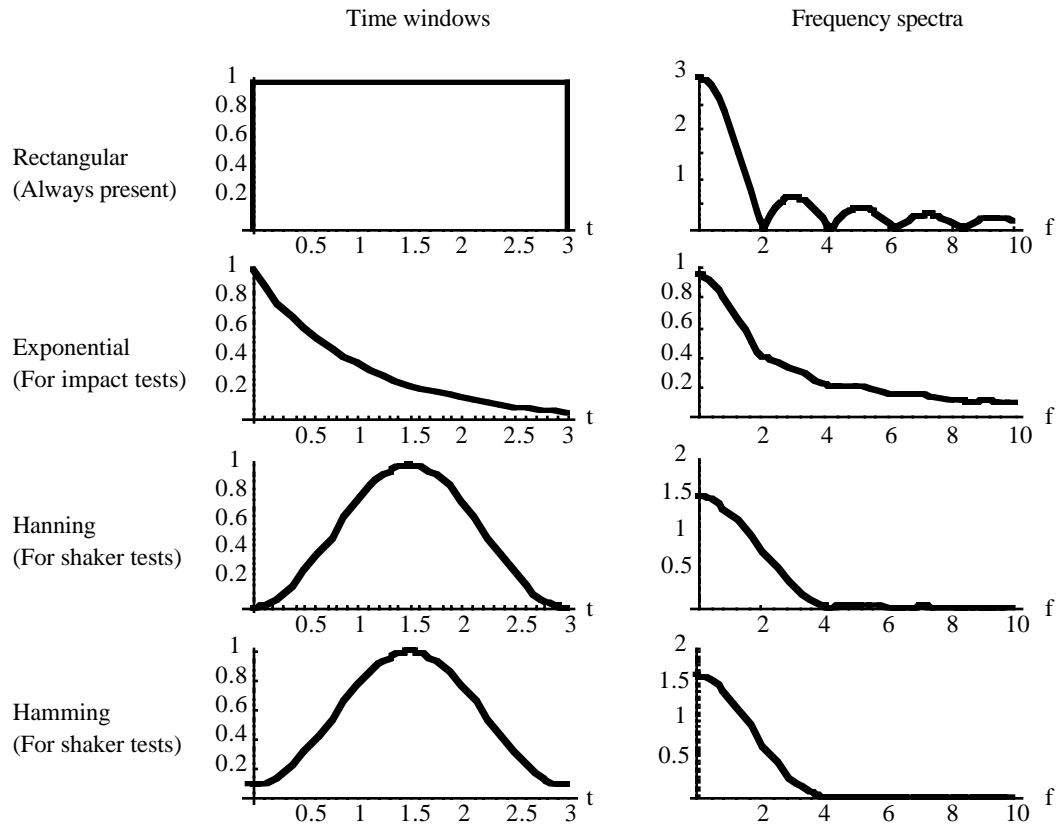 Time windows Frequency spectra
Rectangular
(Always present)
1
0.8
0.6
0.4
0.2
0.5 1 1.5 2 2.5 3 t
3
2
1
2 4 6 8 10 f
Exponential
(For impact tests)
1
0.8
0.6
0.4
0.2
0.5 1 1.5 2 2.5 3 t
1
0.8
0.6
0.4
0.2
2 4 6 8 10 f
Hanning
(For shaker tests)
1
0.8
0.6
0.4
0.2
0.5 1 1.5 2 2.5 3 t
2
1.5
1
0.5
2 4 6 8 10 f
Hamming
(For shaker tests)
1
0.8
0.6
0.4
0.2
0.5 1 1.5 2 2.5 3 t
2
1.5
1
0.5
2 4 6 8 10 f